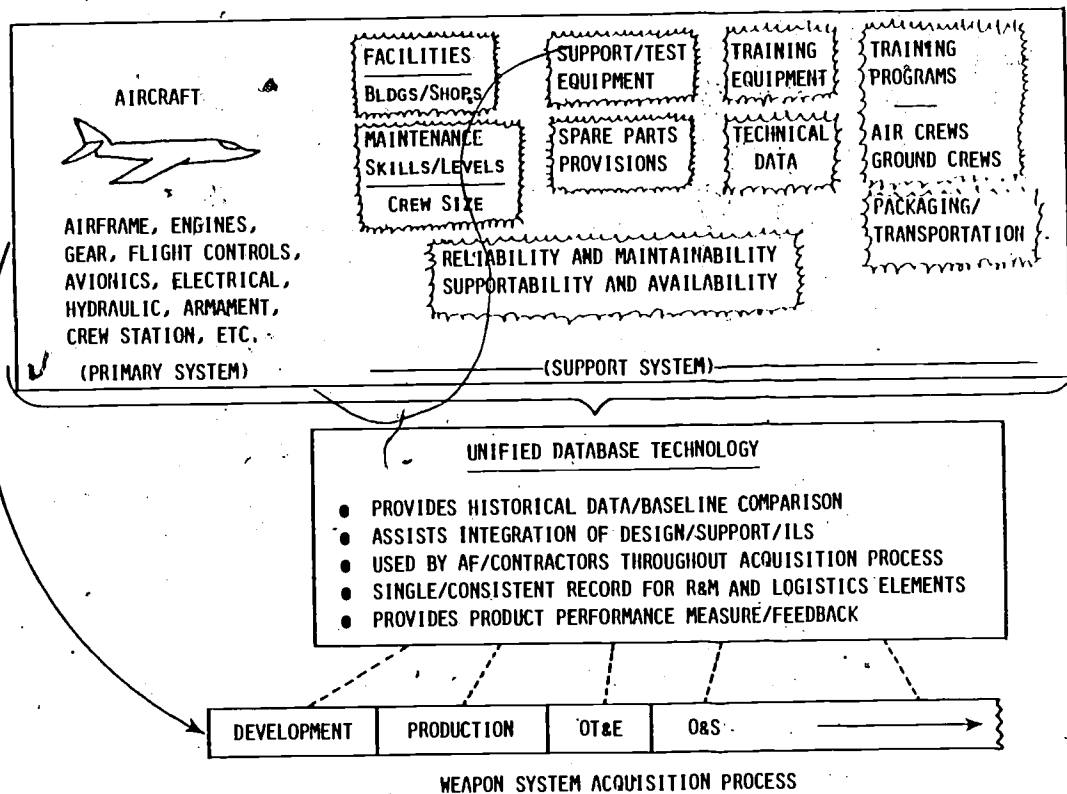 AIRCRAFT
AIRFRAME, ENGINES,
GEAR, FLIGHT CONTROLS,
AVIONICS, ELECTRICAL,
HYDRAULIC, ARMAMENT,
CREW STATION, ETC.
(PRIMARY SYSTEM)
FACILITIES
BLDGS/SHOPS
MAINTENANCE
SKILLS/LEVELS
CREW SIZE
SUPPORT/TEST
EQUIPMENT
SPARE PARTS
PROVISIONS
TRAINING
EQUIPMENT
TECHNICAL
DATA
TRAINING
PROGRAMS
AIR CREWS
GROUND CREWS
PACKAGING/
TRANSPORTATION
RELIABILITY AND MAINTAINABILITY
SUPPORTABILITY AND AVAILABILITY
(SUPPORT SYSTEM)
UNIFIED DATABASE TECHNOLOGY
● PROVIDES HISTORICAL DATA/BASELINE COMPARISON
● ASSISTS INTEGRATION OF DESIGN/SUPPORT/ILS
● USED BY AF/CONTRACTORS THROUGHOUT ACQUISITION PROCESS
● SINGLE/CONSISTENT RECORD FOR R&M AND LOGISTICS ELEMENTS
● PROVIDES PRODUCT PERFORMANCE MEASURE/FEEDBACK
DEVELOPMENT
PRODUCTION
OT&E
O&S
WEAPON SYSTEM ACQUISITION PROCESS